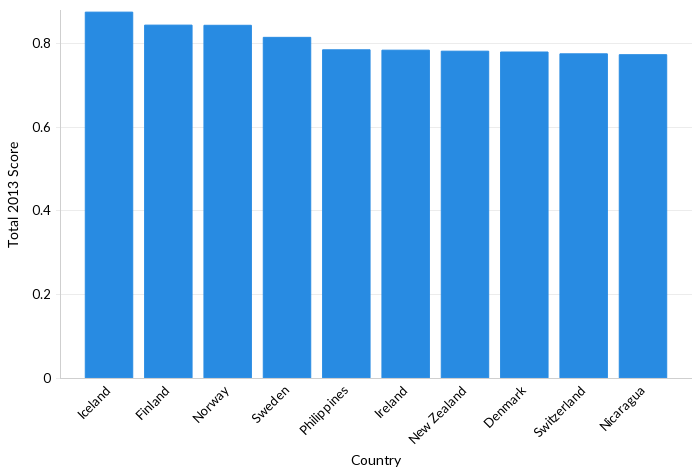 0.8
0.6
0.4
0.2
0
Total 2013 Score
Iceland
Finland
Norway
Sweden
Philippines
Ireland
New Zealand
Denmark
Switzerland
Nicaragua
Country